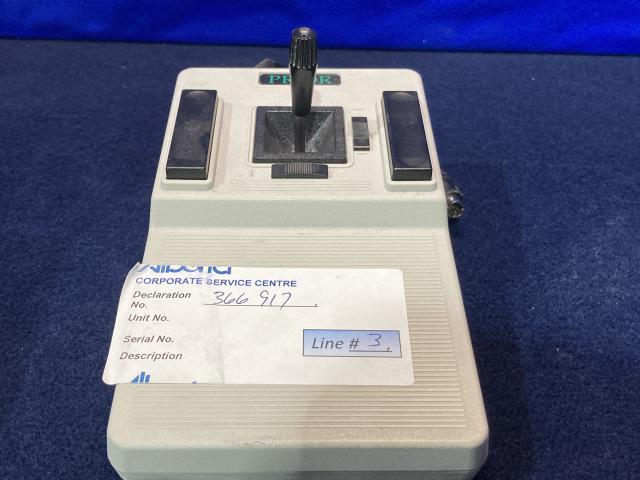 PRIOR
Alberta
CORPORATE SERVICE CENTRE
Declaration
No. 366 917.
Unit No.
Serial No.
Line # 3.
Description